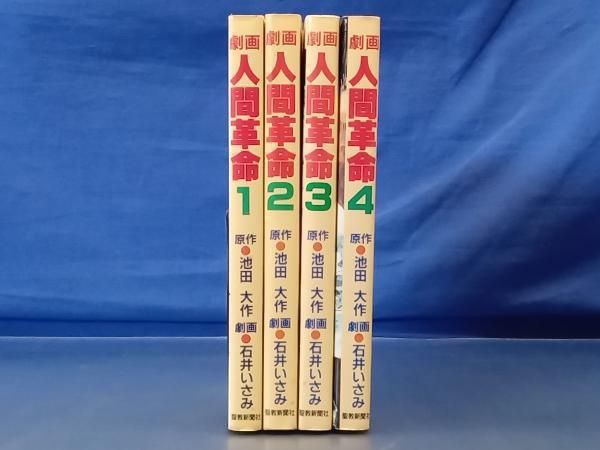 劇画
人間革命
1
原作●池田 大作
劇画●石井いさみ
聖教新聞社
劇画
人間革命
2
原作●池田 大作
劇画●石井いさみ
聖教新聞社
劇画
人間革命
3
原作●池田 大作
劇画●石井いさみ
聖教新聞社
劇画
人間革命
4
原作●池田 大作
劇画●石井いさみ
聖教新聞社